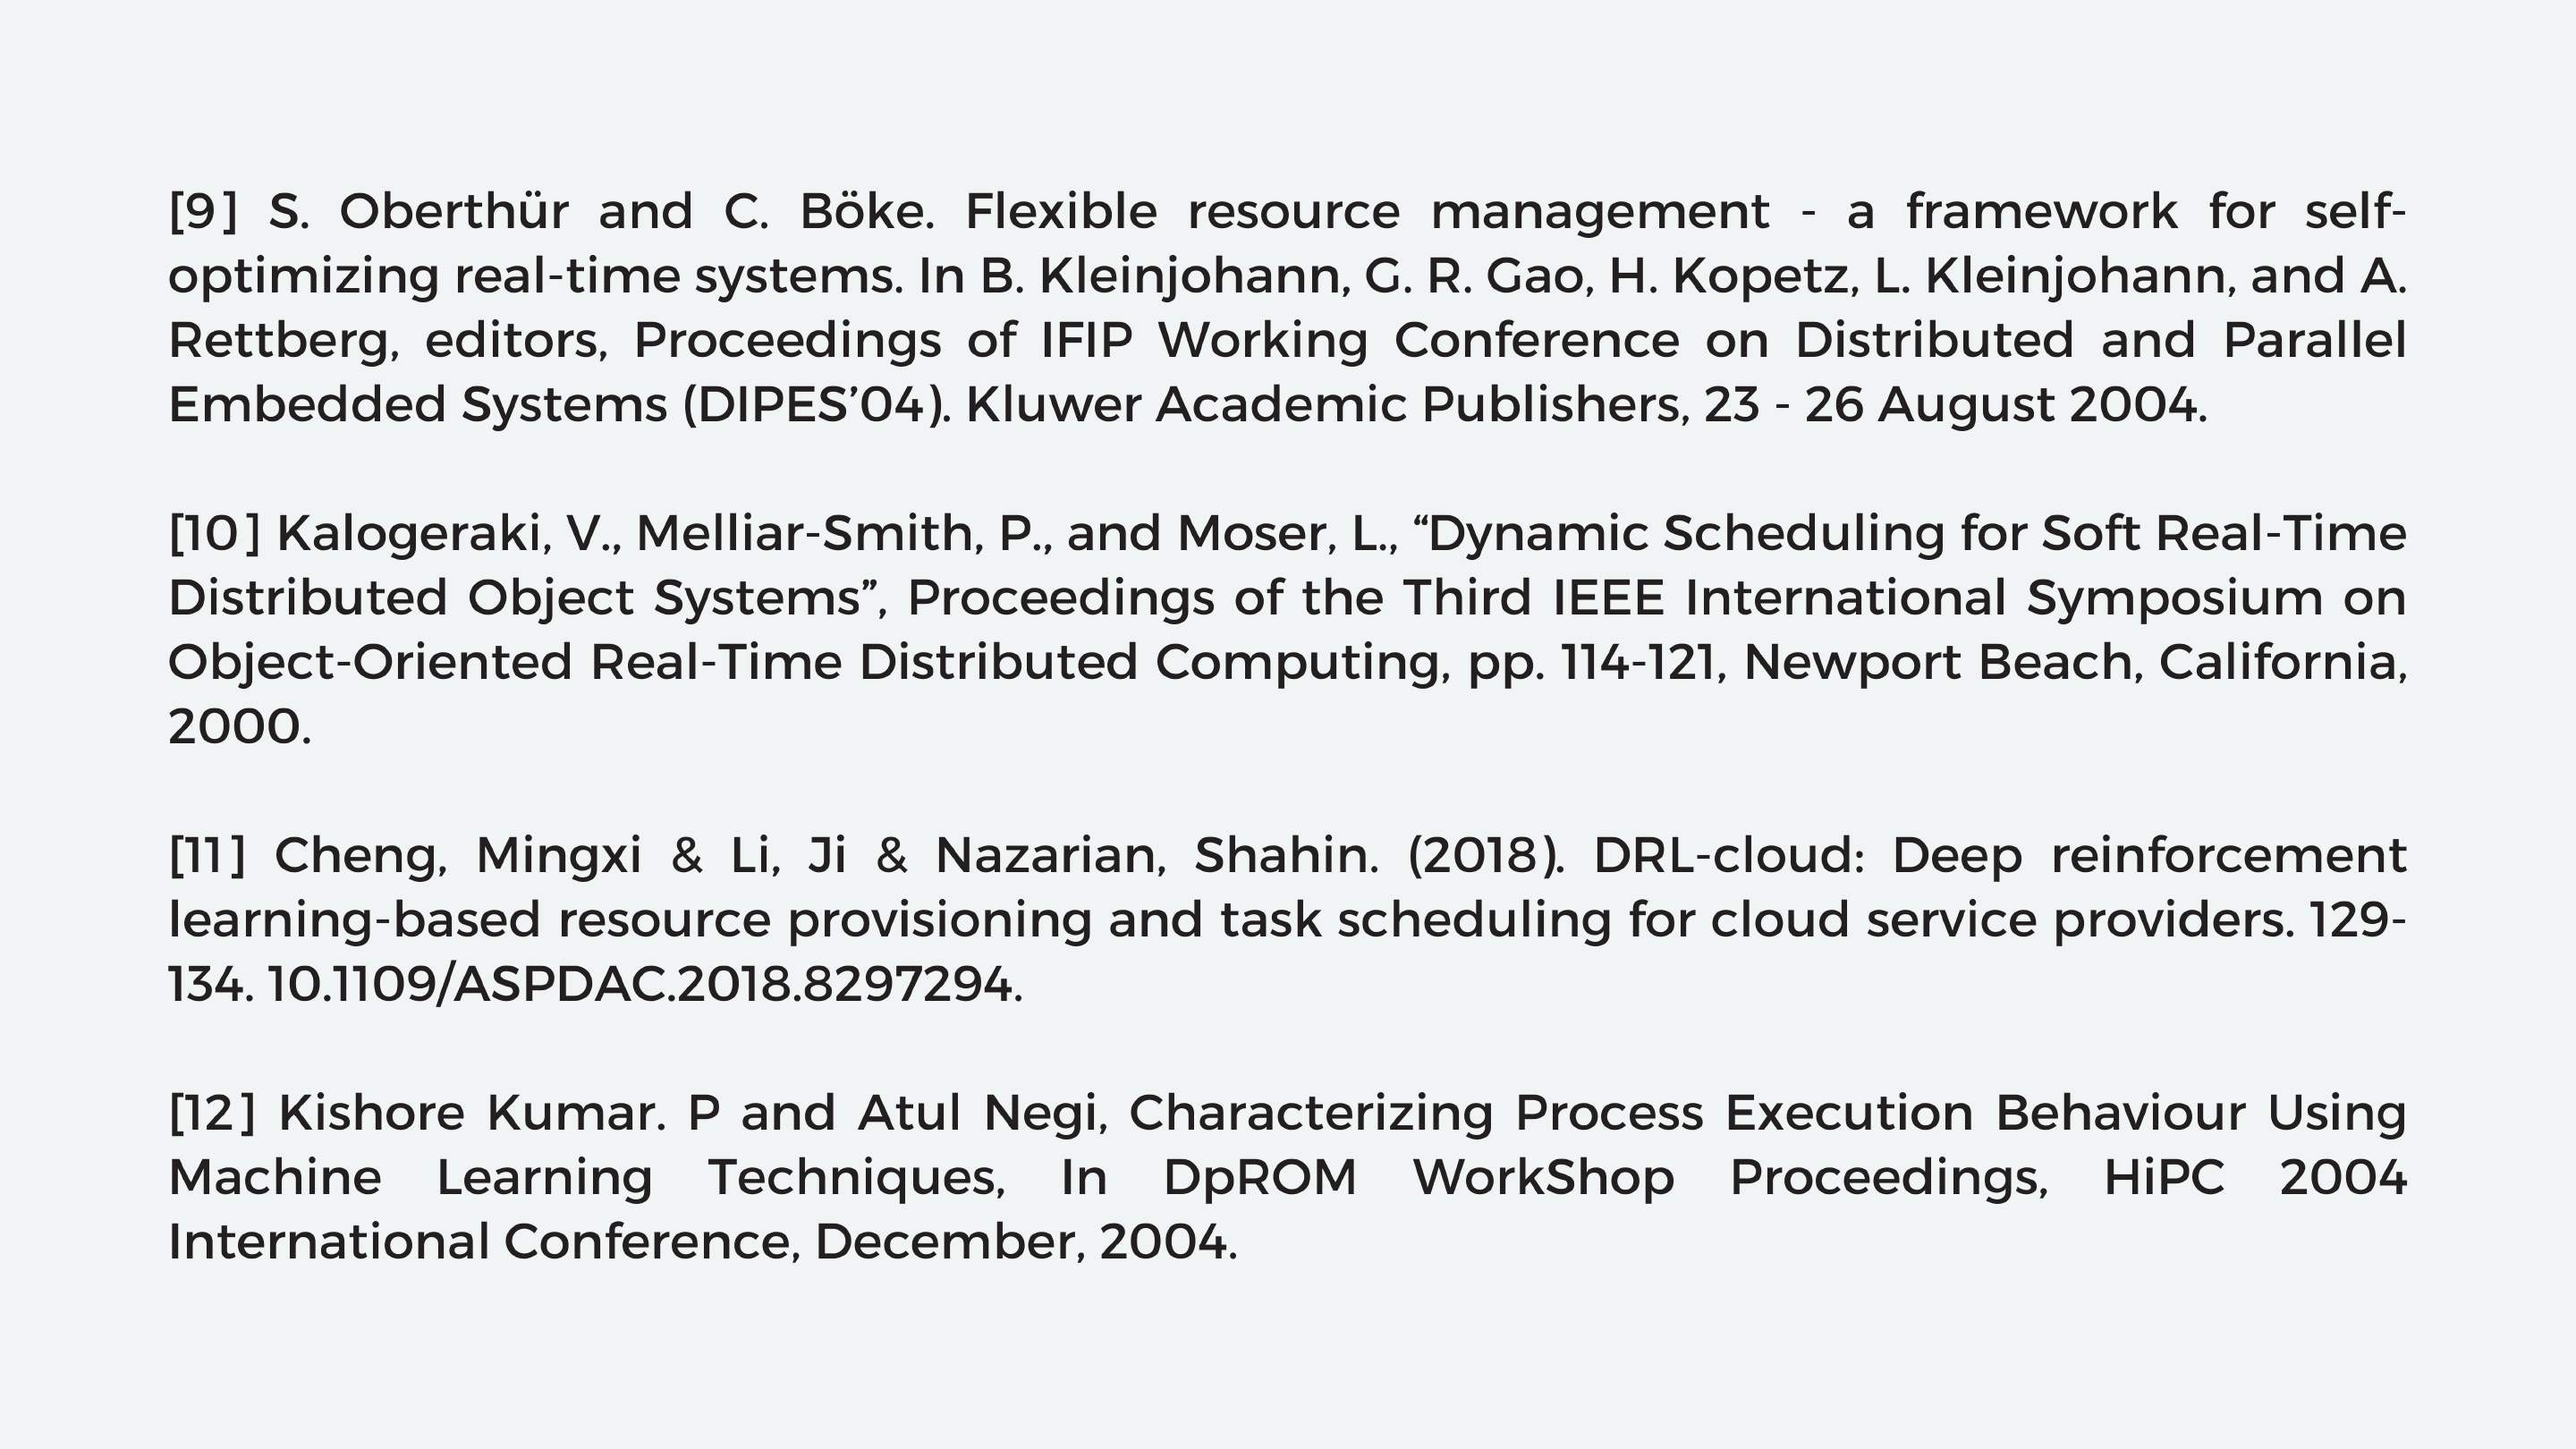 [9] S. Oberthür and C. Böke. Flexible resource management - a framework for self-
optimizing real-time systems. In B. Kleinjohann, G. R. Gao, H. Kopetz, L. Kleinjohann, and A.
Rettberg, editors, Proceedings of IFIP Working Conference on Distributed and Parallel
Embedded Systems (DIPES’04). Kluwer Academic Publishers, 23 - 26 August 2004.
[10] Kalogeraki, V., Melliar-Smith, P., and Moser, L., “Dynamic Scheduling for Soft Real-Time
Distributed Object Systems”, Proceedings of the Third IEEE International Symposium on
Object-Oriented Real-Time Distributed Computing, pp. 114-121, Newport Beach, California,
2000.
[11] Cheng, Mingxi & Li, Ji & Nazarian, Shahin. (2018). DRL-cloud: Deep reinforcement
learning-based resource provisioning and task scheduling for cloud service providers. 129-
134. 10.1109/ASPDAC.2018.8297294.
[12] Kishore Kumar. P and Atul Negi, Characterizing Process Execution Behaviour Using
Machine Learning Techniques, In DpROM WorkShop Proceedings, HiPC 2004
International Conference, December, 2004.